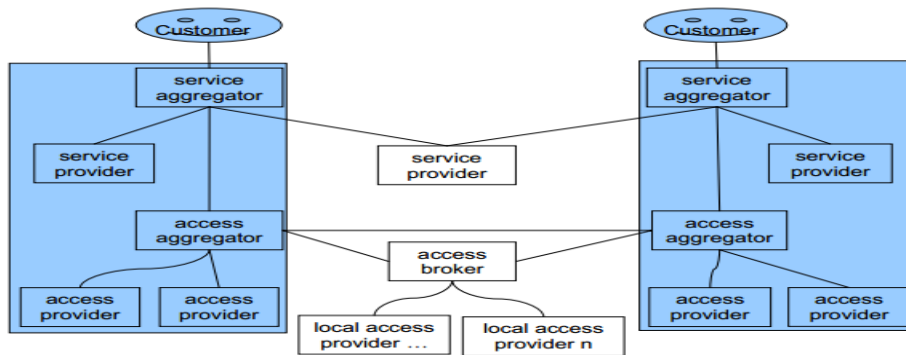 Customer
Customer
service
aggregator
service
aggregator
service
provider
service
provider
service
provider
access
aggregator
access
aggregator
access
broker
access
provider
access
provider
access
provider
access
provider
local access
provider ...
local access
provider n